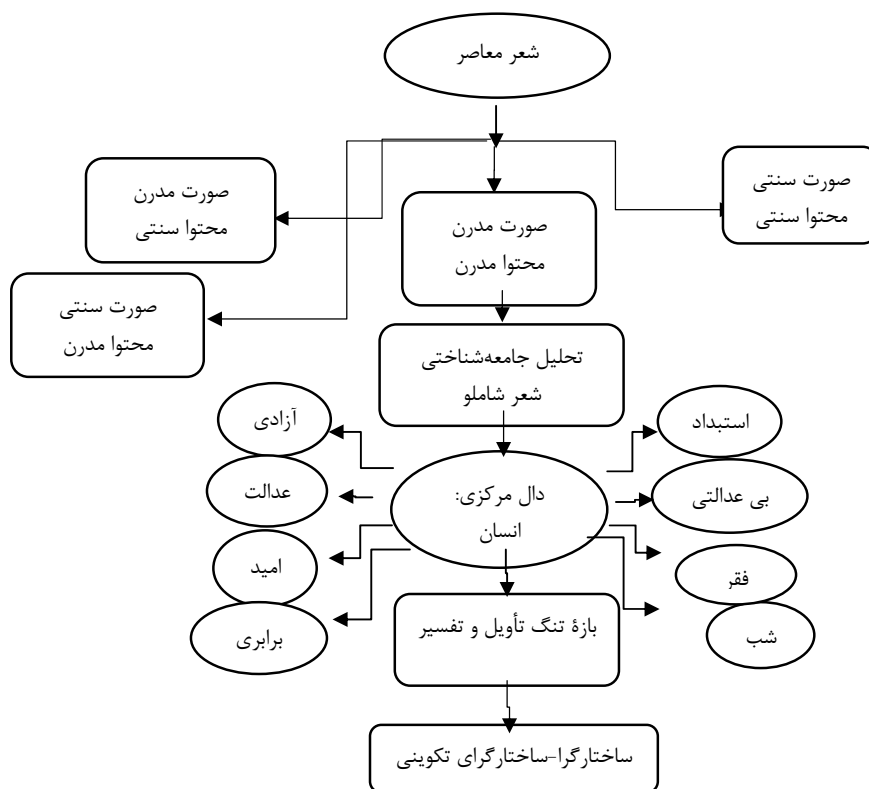 شعر معاصر
صورت سنتی
محتوا سنتی
صورت مدرن
محتوا مدرن
صورت مدرن
محتوا سنتی
صورت سنتی
محتوا مدرن
تحلیل جامعه‌شناختی
شعر شاملو
استبداد
آزادی
بی عدالتی
دال مرکزی:
انسان
عدالت
فقر
امید
شب
برابری
بازۀ تنگ تأویل و تفسیر
ساختارگرا-ساختارگرای تکوینی